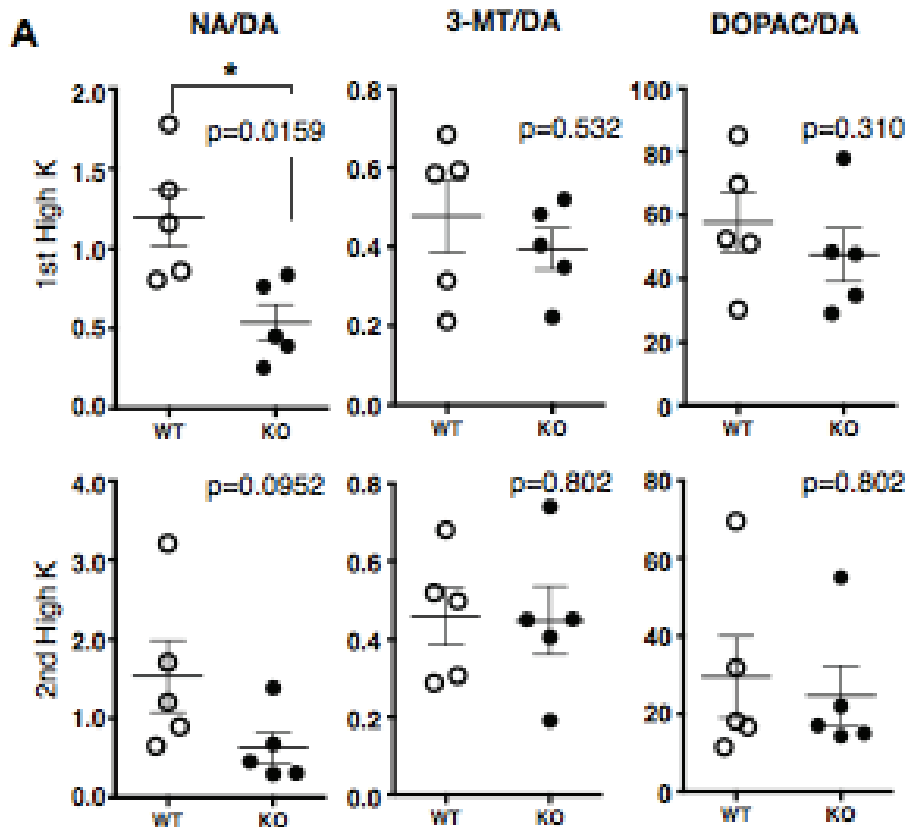 A
NA/DA 3-MT/DA DOPAC/DA
1st High K
2.0
1.5
1.0
0.5
0.0
*
p=0.0159
WT KO
0.8
0.6
0.4
0.2
0.0
p=0.532
WT KO
100
80
60
40
20
0
p=0.310
WT KO
2nd High K
4.0
3.0
2.0
1.0
0.0
p=0.0952
WT KO
0.8
0.6
0.4
0.2
0.0
p=0.802
WT KO
80
60
40
20
0
p=0.802
WT KO